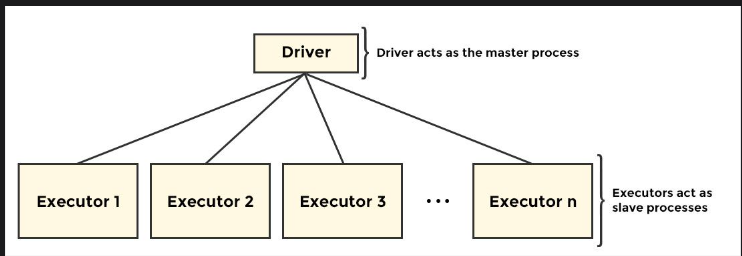 Driver
Driver acts as the master process
Executor 1
Executor 2
Executor 3
...
Executor n
Executors act as
slave processes